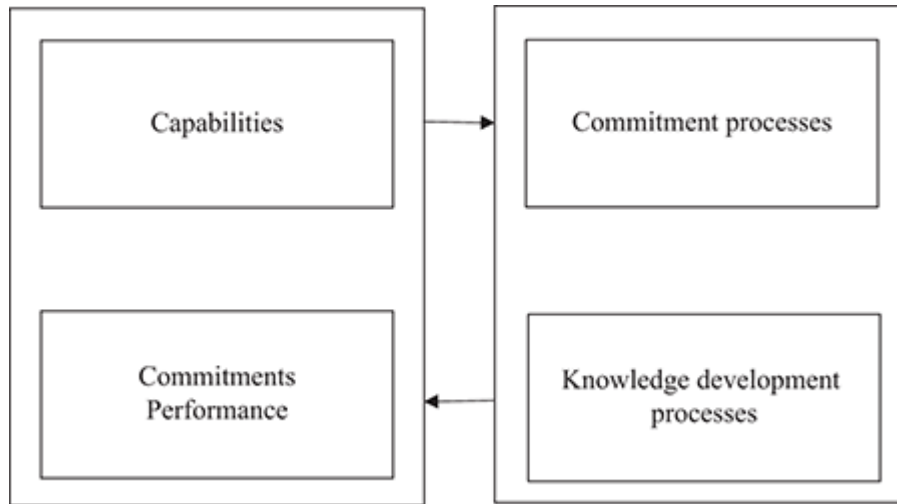 Capabilities
Commitment processes
Commitments
Performance
Knowledge development
processes